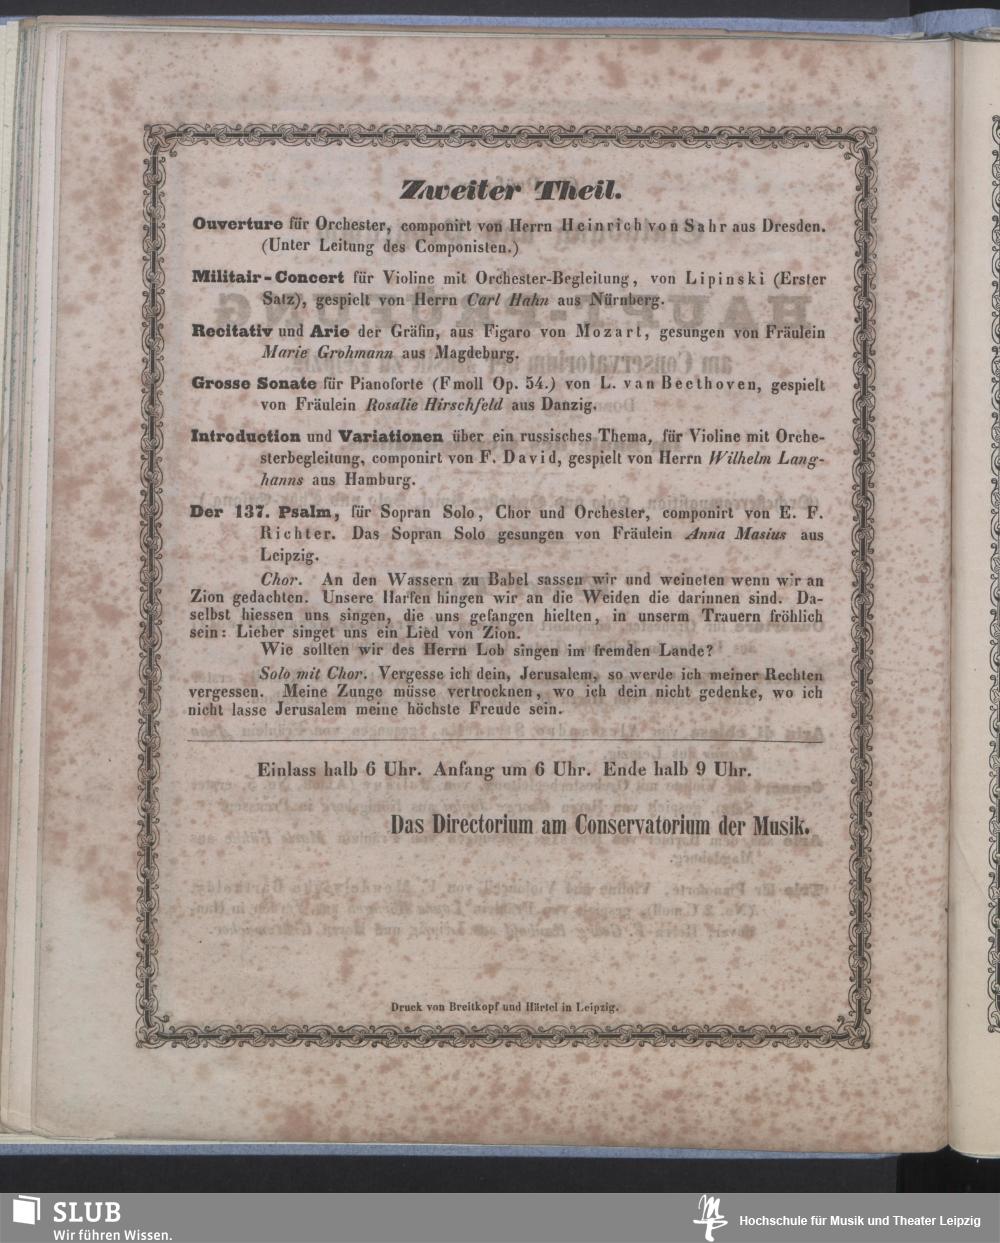 Zweiter Theil.
Ouverture für Orchester, componirt von Herrn Heinrich von Sahr aus Dresden.
(Unter Leitung des Componisten.)
Militair-Concert für Violine mit Orchester-Begleitung, von Lipinski (Erster
Satz), gespielt von Herrn Carl Hahn aus Nürnberg.
Recitativ und Arie der Gräfin, aus Figaro von Mozart, gesungen von Fräulein
Marie Grohmann aus Magdeburg.
Grosse Sonate für Pianoforte (F moll Op. 54.) von L. van Beethoven, gespielt
von Fräulein Rosalie Hirschfeld aus Danzig.
Introduction und Variationen über ein russisches Thema, für Violine mit Orche-
sterbegleitung, componirt von F. David, gespielt von Herrn Wilhelm Lang-
hanns aus Hamburg.
Der 137. Psalm, für Sopran Solo, Chor und Orchester, componirt von E. F.
Richter. Das Sopran Solo gesungen von Fräulein Anna Masius aus
Leipzig.
Chor. An den Wassern zu Babel sassen wir und weineten wenn wir an
Zion gedachten. Unsere Harfen hingen wir an die Weiden die darinnen sind. Da-
selbst hiessen uns singen, die uns gefangen hielten, in unserm Trauern fröhlich
sein: Lieber singet uns ein Lied von Zion.
Wie sollten wir des Herrn Lob singen im fremden Lande?
Solo mit Chor. Vergesse ich dein, Jerusalem, so werde ich meiner Rechten
vergessen. Meine Zunge müsse vertrocknen, wo ich dein nicht gedenke, wo ich
nicht lasse Jerusalem meine höchste Freude sein.
Einlass halb 6 Uhr. Anfang um 6 Uhr. Ende halb 9 Uhr.
Das Directorium am Conservatorium der Musik.
Druck von Breitkopf und Härtel in Leipzig.
SLUB
Wir führen Wissen.
Hochschule für Musik und Theater Leipzig